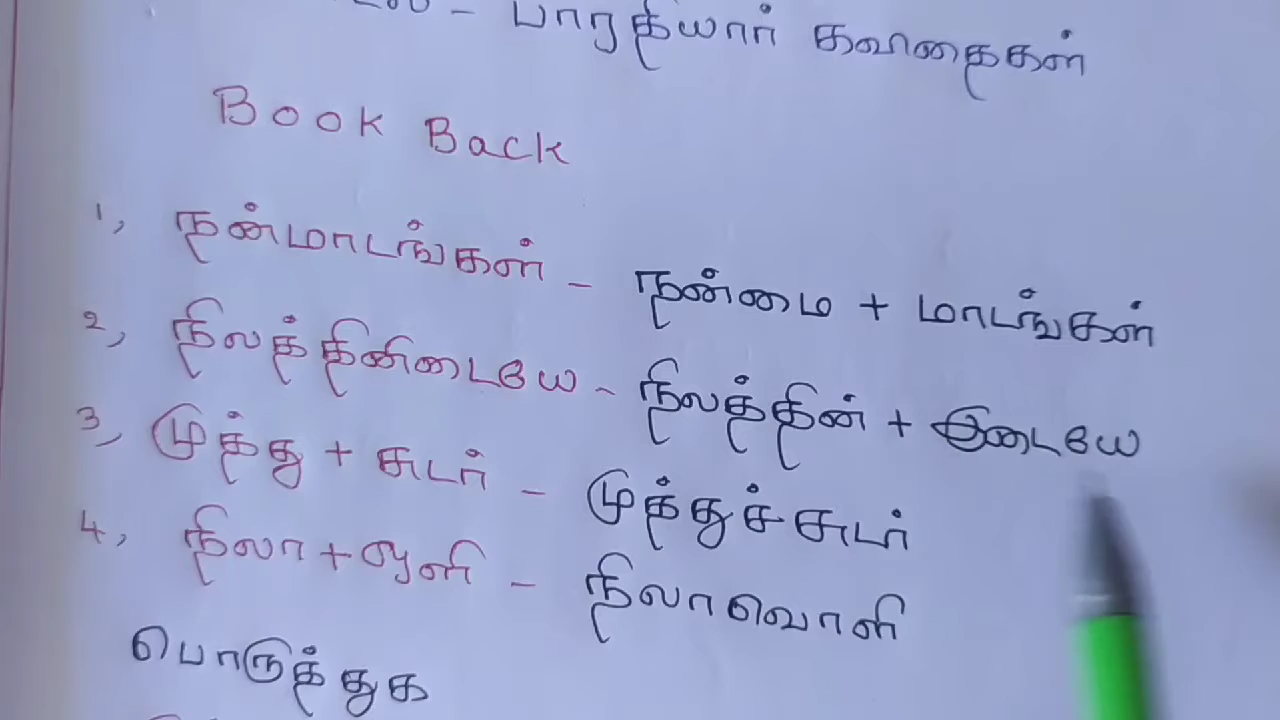 - பாரதியார் கவிதைகள்
Book Back
1, நன்மாடங்கள் - நன்மை + மாடங்கள்
2, நிலத்தினிடையே - நிலத்தின் + இடையே
3, முத்து + சுடர் - முத்துச்சுடர்
4, நிலா + ஒளி - நிலாவொளி
பொருத்துக